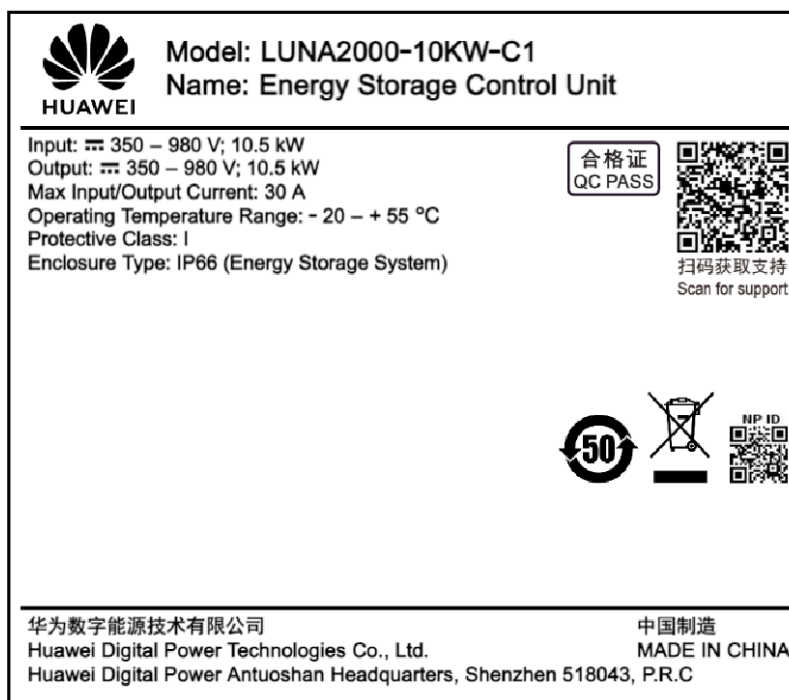 HUAWEI
Model: LUNA2000-10KW-C1
Name: Energy Storage Control Unit
Input: ⎓ 350 – 980 V; 10.5 kW
Output: ⎓ 350 – 980 V; 10.5 kW
Max Input/Output Current: 30 A
Operating Temperature Range: - 20 – + 55 °C
Protective Class: I
Enclosure Type: IP66 (Energy Storage System)
合格证
QC PASS
扫码获取支持
Scan for support
50
NP ID
华为数字能源技术有限公司
中国制造
Huawei Digital Power Technologies Co., Ltd.
MADE IN CHINA
Huawei Digital Power Antuoshan Headquarters, Shenzhen 518043, P.R.C